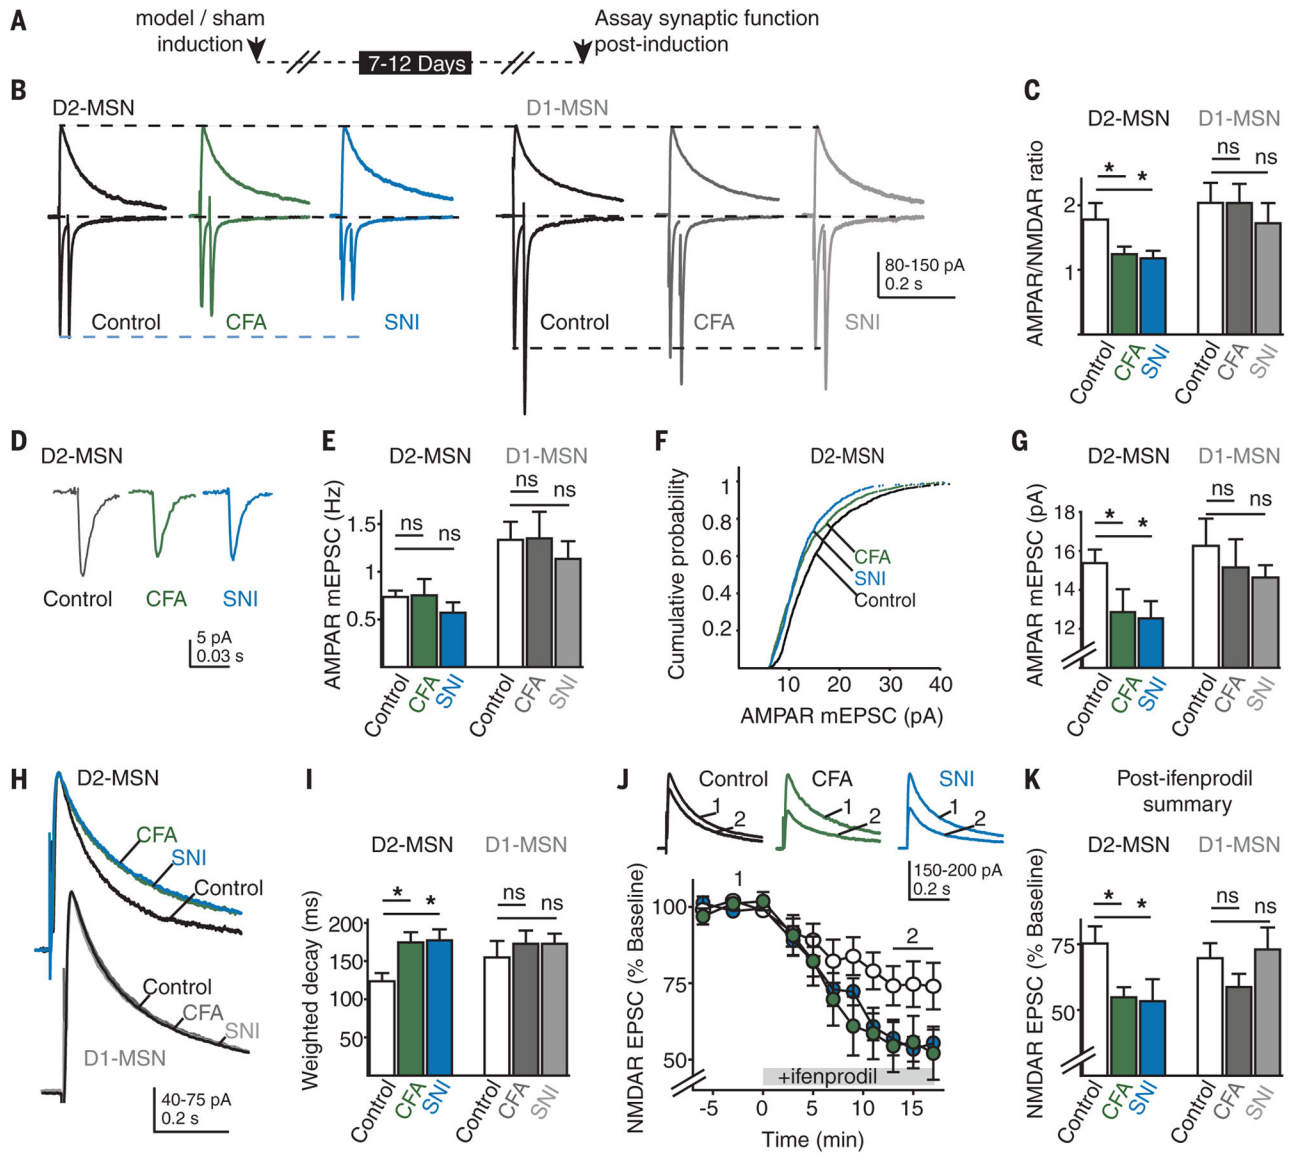 A
model / sham
induction
7-12 Days
Assay synaptic function
post-induction
B
D2-MSN
D1-MSN
Control
CFA
SNI
Control
CFA
SNI
80-150 pA
0.2 s
C
D2-MSN
D1-MSN
AMPAR/NMDAR ratio
*
*
ns
ns
2
1
Control
CFA
SNI
Control
CFA
SNI
D
D2-MSN
Control
CFA
SNI
5 pA
0.03 s
E
D2-MSN
D1-MSN
AMPAR mEPSC (Hz)
ns
ns
ns
ns
1.5
1
0.5
Control
CFA
SNI
Control
CFA
SNI
F
D2-MSN
Cumulative probability
1
0.8
0.6
0.4
0.2
CFA
SNI
Control
10
20
30
40
AMPAR mEPSC (pA)
G
D2-MSN
D1-MSN
AMPAR mEPSC (pA)
*
*
ns
ns
18
16
14
12
Control
CFA
SNI
Control
CFA
SNI
H
D2-MSN
CFA
SNI
Control
Control
CFA
SNI
D1-MSN
40-75 pA
0.2 s
I
D2-MSN
D1-MSN
Weighted decay (ms)
*
*
ns
ns
200
150
100
50
Control
CFA
SNI
Control
CFA
SNI
J
Control
CFA
SNI
1
2
1
2
1
2
150-200 pA
0.2 s
NMDAR EPSC (% Baseline)
100
75
50
1
2
+ifenprodil
-5
0
5
10
15
Time (min)
K
Post-ifenprodil
summary
D2-MSN
D1-MSN
NMDAR EPSC (% Baseline)
*
*
ns
ns
75
50
Control
CFA
SNI
Control
CFA
SNI